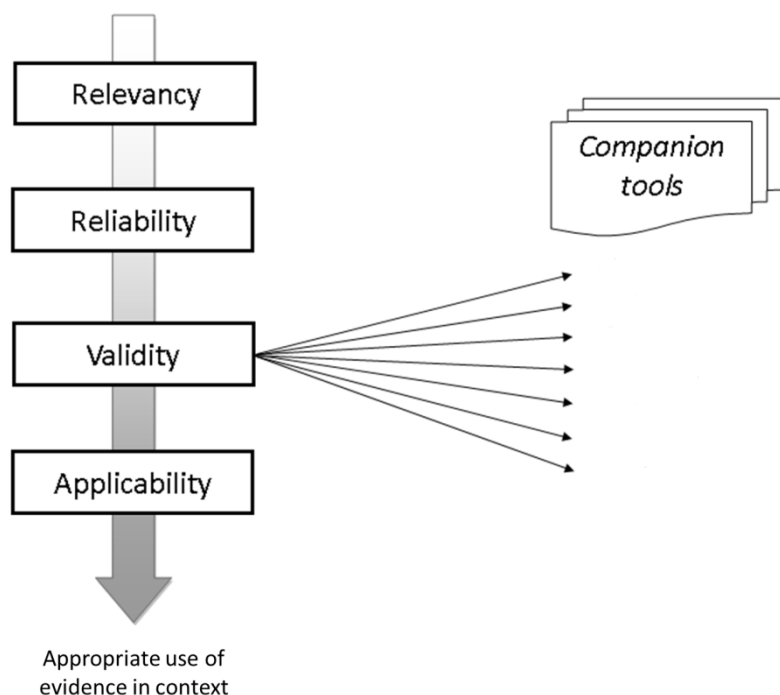 Relevancy
Companion
tools
Reliability
Validity
Applicability
Appropriate use of
evidence in context